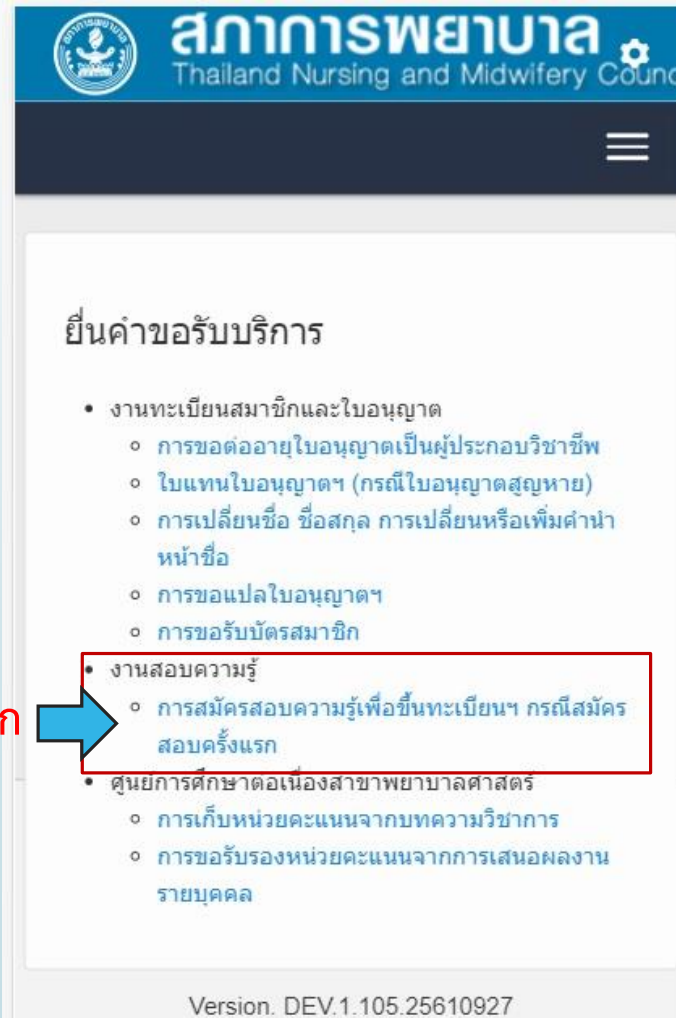 สภาการพยาบาล
Thailand Nursing and Midwifery
ยื่นคำขอรับบริการ
• งานทะเบียนสมาชิกและใบอนุญาต
การขอต่ออายุใบอนุญาตเป็นผู้ประกอบวิชาชีพ
ใบแทนใบอนุญาตฯ (กรณีใบอนุญาตสูญหาย)
การเปลี่ยนชื่อ ชื่อสกุล การเปลี่ยนหรือเพิ่มคำนำ
หน้าชื่อ
การขอแปลใบอนุญาตฯ
การขอรับบัตรสมาชิก
• งานสอบความรู้
การสมัครสอบความรู้เพื่อขึ้นทะเบียนฯ กรณีสมัคร
สอบครั้งแรก
• ศูนย์การศึกษาต่อเนื่องสาขาพยาบาลศาสตร์
การเก็บหน่วยคะแนนจากบทความวิชาการ
การขอรับรองหน่วยคะแนนจากการเสนอผลงาน
รายบุคคล
Version. DEV.1.105.25610927